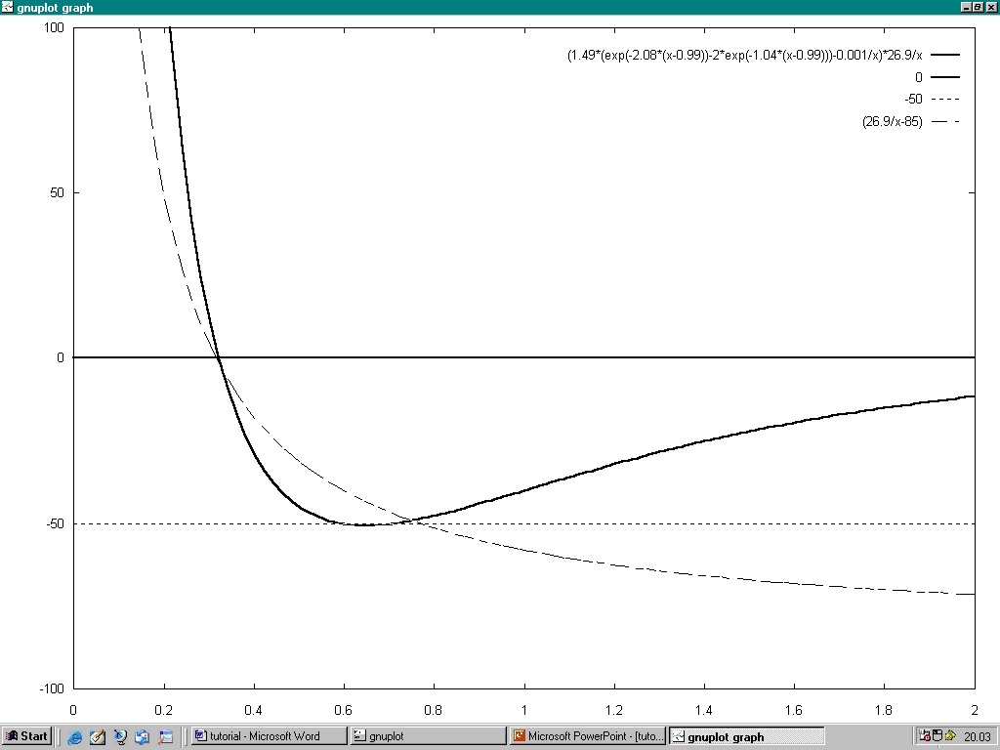 gnuplot graph
100
(1.49*(exp(-2.08*(x-0.99))-2*exp(-1.04*(x-0.99)))-0.001/x)*26.9/x
0
-50
(26.9/x-85)
50
0
-50
-100
0 0.2 0.4 0.6 0.8 1 1.2 1.4 1.6 1.8 2
Start tutorial - Microsoft Word gnuplot Microsoft PowerPoint - [tuto... gnuplot graph 20.03